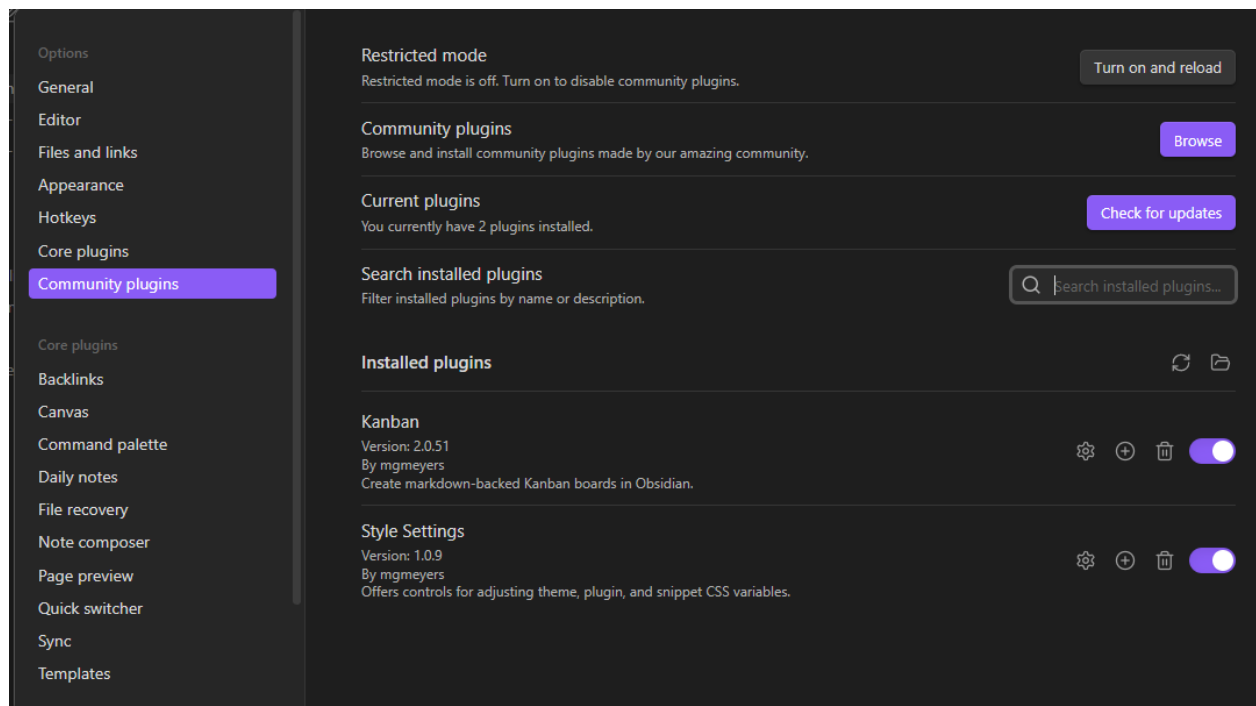 Options
General
Editor
Files and links
Appearance
Hotkeys
Core plugins
Community plugins
Core plugins
Backlinks
Canvas
Command palette
Daily notes
File recovery
Note composer
Page preview
Quick switcher
Sync
Templates
Restricted mode
Restricted mode is off. Turn on to disable community plugins.
Turn on and reload
Community plugins
Browse and install community plugins made by our amazing community.
Browse
Current plugins
You currently have 2 plugins installed.
Check for updates
Search installed plugins
Filter installed plugins by name or description.
Search installed plugins...
Installed plugins
Kanban
Version: 2.0.51
By mgmeyers
Create markdown-backed Kanban boards in Obsidian.
Style Settings
Version: 1.0.9
By mgmeyers
Offers controls for adjusting theme, plugin, and snippet CSS variables.